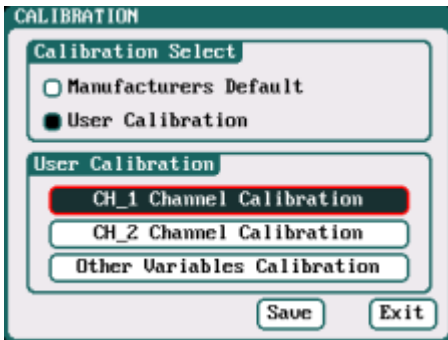 CALIBRATION
Calibration Select
Manufacturers Default
User Calibration
User Calibration
CH_1 Channel Calibration
CH_2 Channel Calibration
Other Variables Calibration
Save Exit